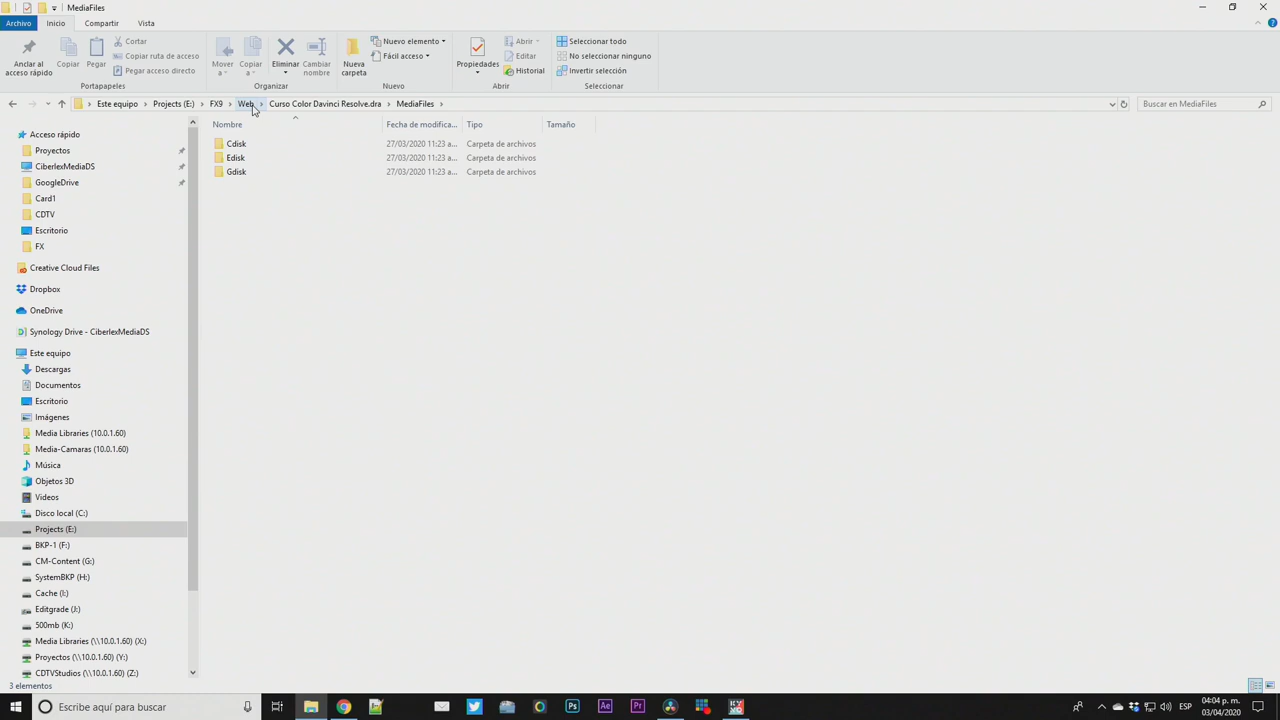 MediaFiles
Archivo Inicio Compartir Vista
Anclar al acceso rápido
Copiar
Pegar
Cortar
Copiar ruta de acceso
Pegar acceso directo
Portapapeles
Mover a
Copiar a
Eliminar
Cambiar nombre
Organizar
Nueva carpeta
Nuevo elemento
Fácil acceso
Nuevo
Propiedades
Abrir
Editar
Historial
Abrir
Seleccionar todo
No seleccionar ninguno
Invertir selección
Seleccionar
Este equipo > Projects (E:) > FX9 > Web > Curso Color Davinci Resolve.dra > MediaFiles >
Buscar en MediaFiles
Nombre Fecha de modifica... Tipo Tamaño
Cdisk 27/03/2020 11:23 a... Carpeta de archivos
Edisk 27/03/2020 11:23 a... Carpeta de archivos
Gdisk 27/03/2020 11:23 a... Carpeta de archivos
Acceso rápido
Proyectos
CiberlexMediaDS
GoogleDrive
Card1
CDTV
Escritorio
FX
Creative Cloud Files
Dropbox
OneDrive
Synology Drive - CiberlexMediaDS
Este equipo
Descargas
Documentos
Escritorio
Imágenes
Media Libraries (10.0.1.60)
Media-Camaras (10.0.1.60)
Música
Objetos 3D
Videos
Disco local (C:)
Projects (E:)
BKP-1 (F:)
CM-Content (G:)
SystemBKP (H:)
Cache (I:)
Editgrade (J:)
500mb (K:)
Media Libraries (\\10.0.1.60) (X:)
Proyectos (\\10.0.1.60) (Y:)
CDTVStudios (\\10.0.1.60) (Z:)
3 elementos
Escribe aquí para buscar
Ps
Ae
Pr
ESP
04:04 p. m.
03/04/2020